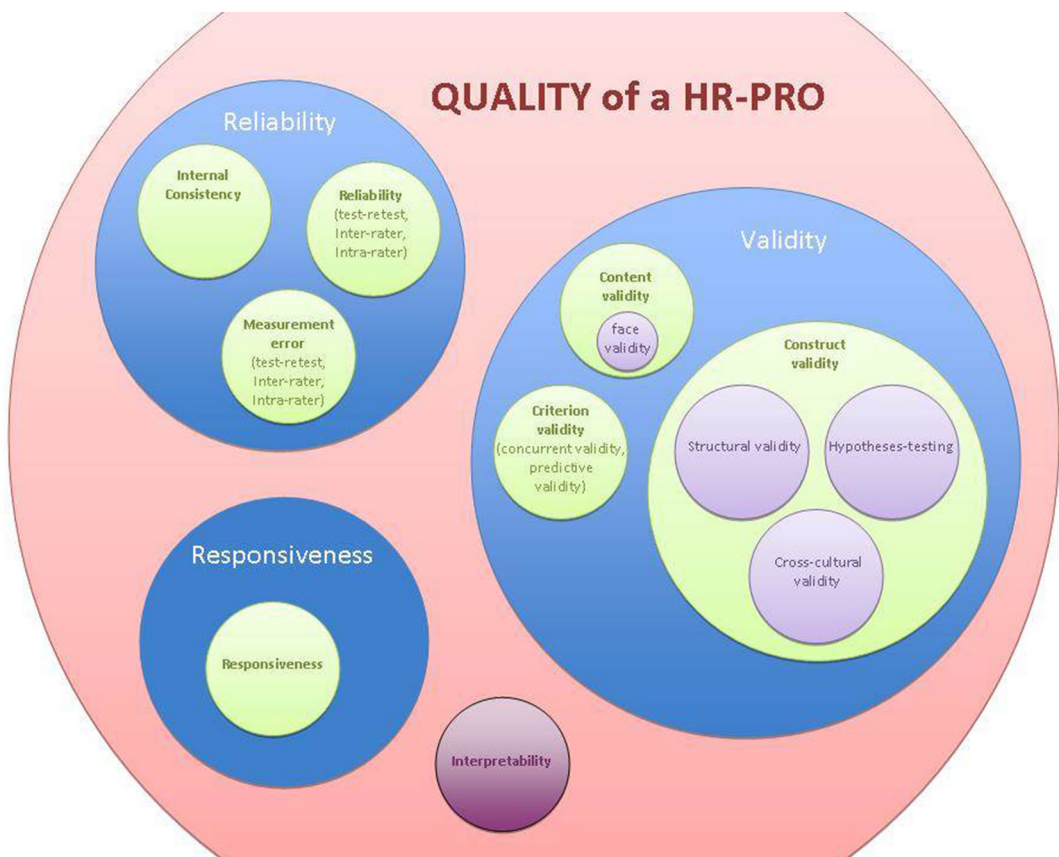 QUALITY of a HR-PRO
Reliability
Internal
Consistency
Reliability
(test-retest,
Inter-rater,
Intra-rater)
Measurement
error
(test-retest,
Inter-rater,
Intra-rater)
Validity
Content
validity
face
validity
Criterion
validity
(concurrent validity,
predictive
validity)
Construct
validity
Structural validity
Hypotheses-testing
Cross-cultural
validity
Responsiveness
Responsiveness
Interpretability